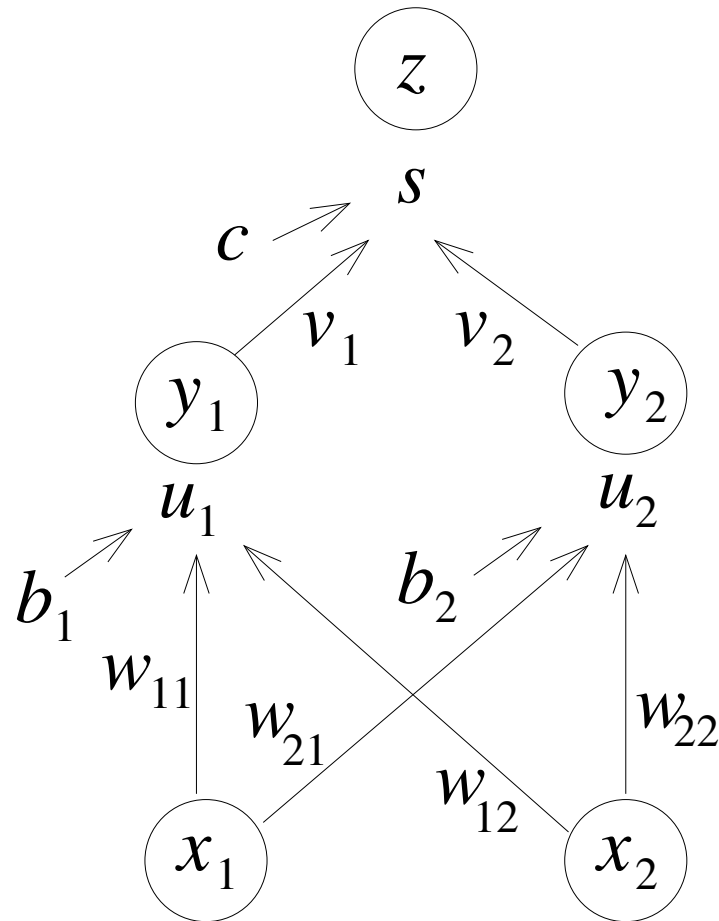 z
s
c
v₁ v₂
y₁ y₂
u₁ u₂
b₁ b₂
w₁₁
w₂₁ w₂₂
w₁₂
x₁ x₂